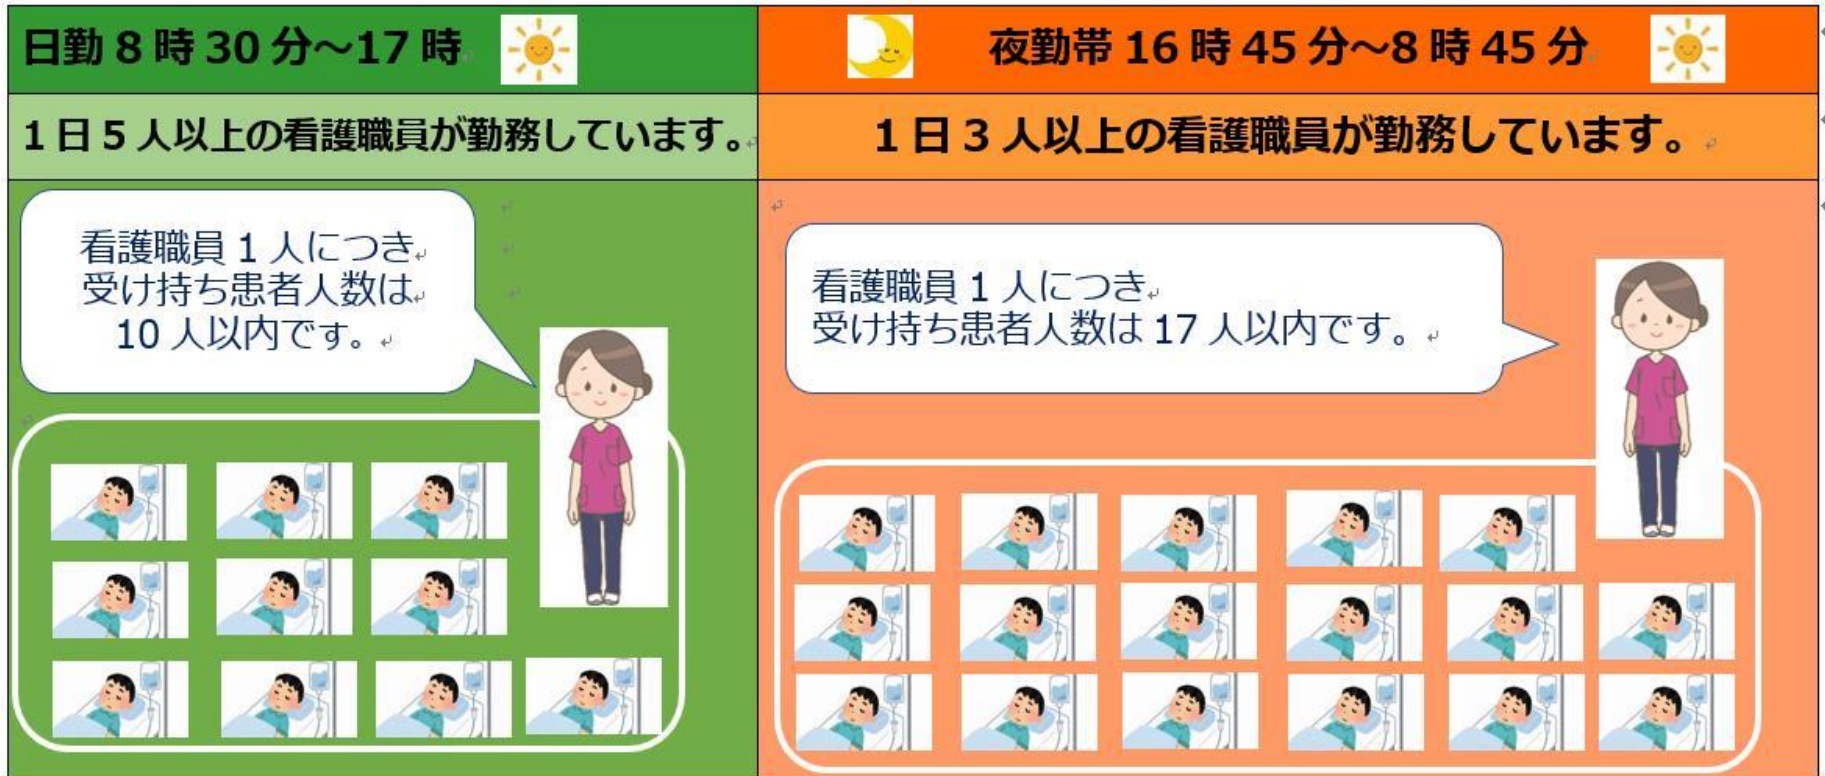 日勤 8 時 30 分～17 時
夜勤帯 16 時 45 分～8 時 45 分
1 日 5 人以上の看護職員が勤務しています。
1 日 3 人以上の看護職員が勤務しています。
看護職員 1 人につき
受け持ち患者人数は
10 人以内です。
看護職員 1 人につき
受け持ち患者人数は 17 人以内です。